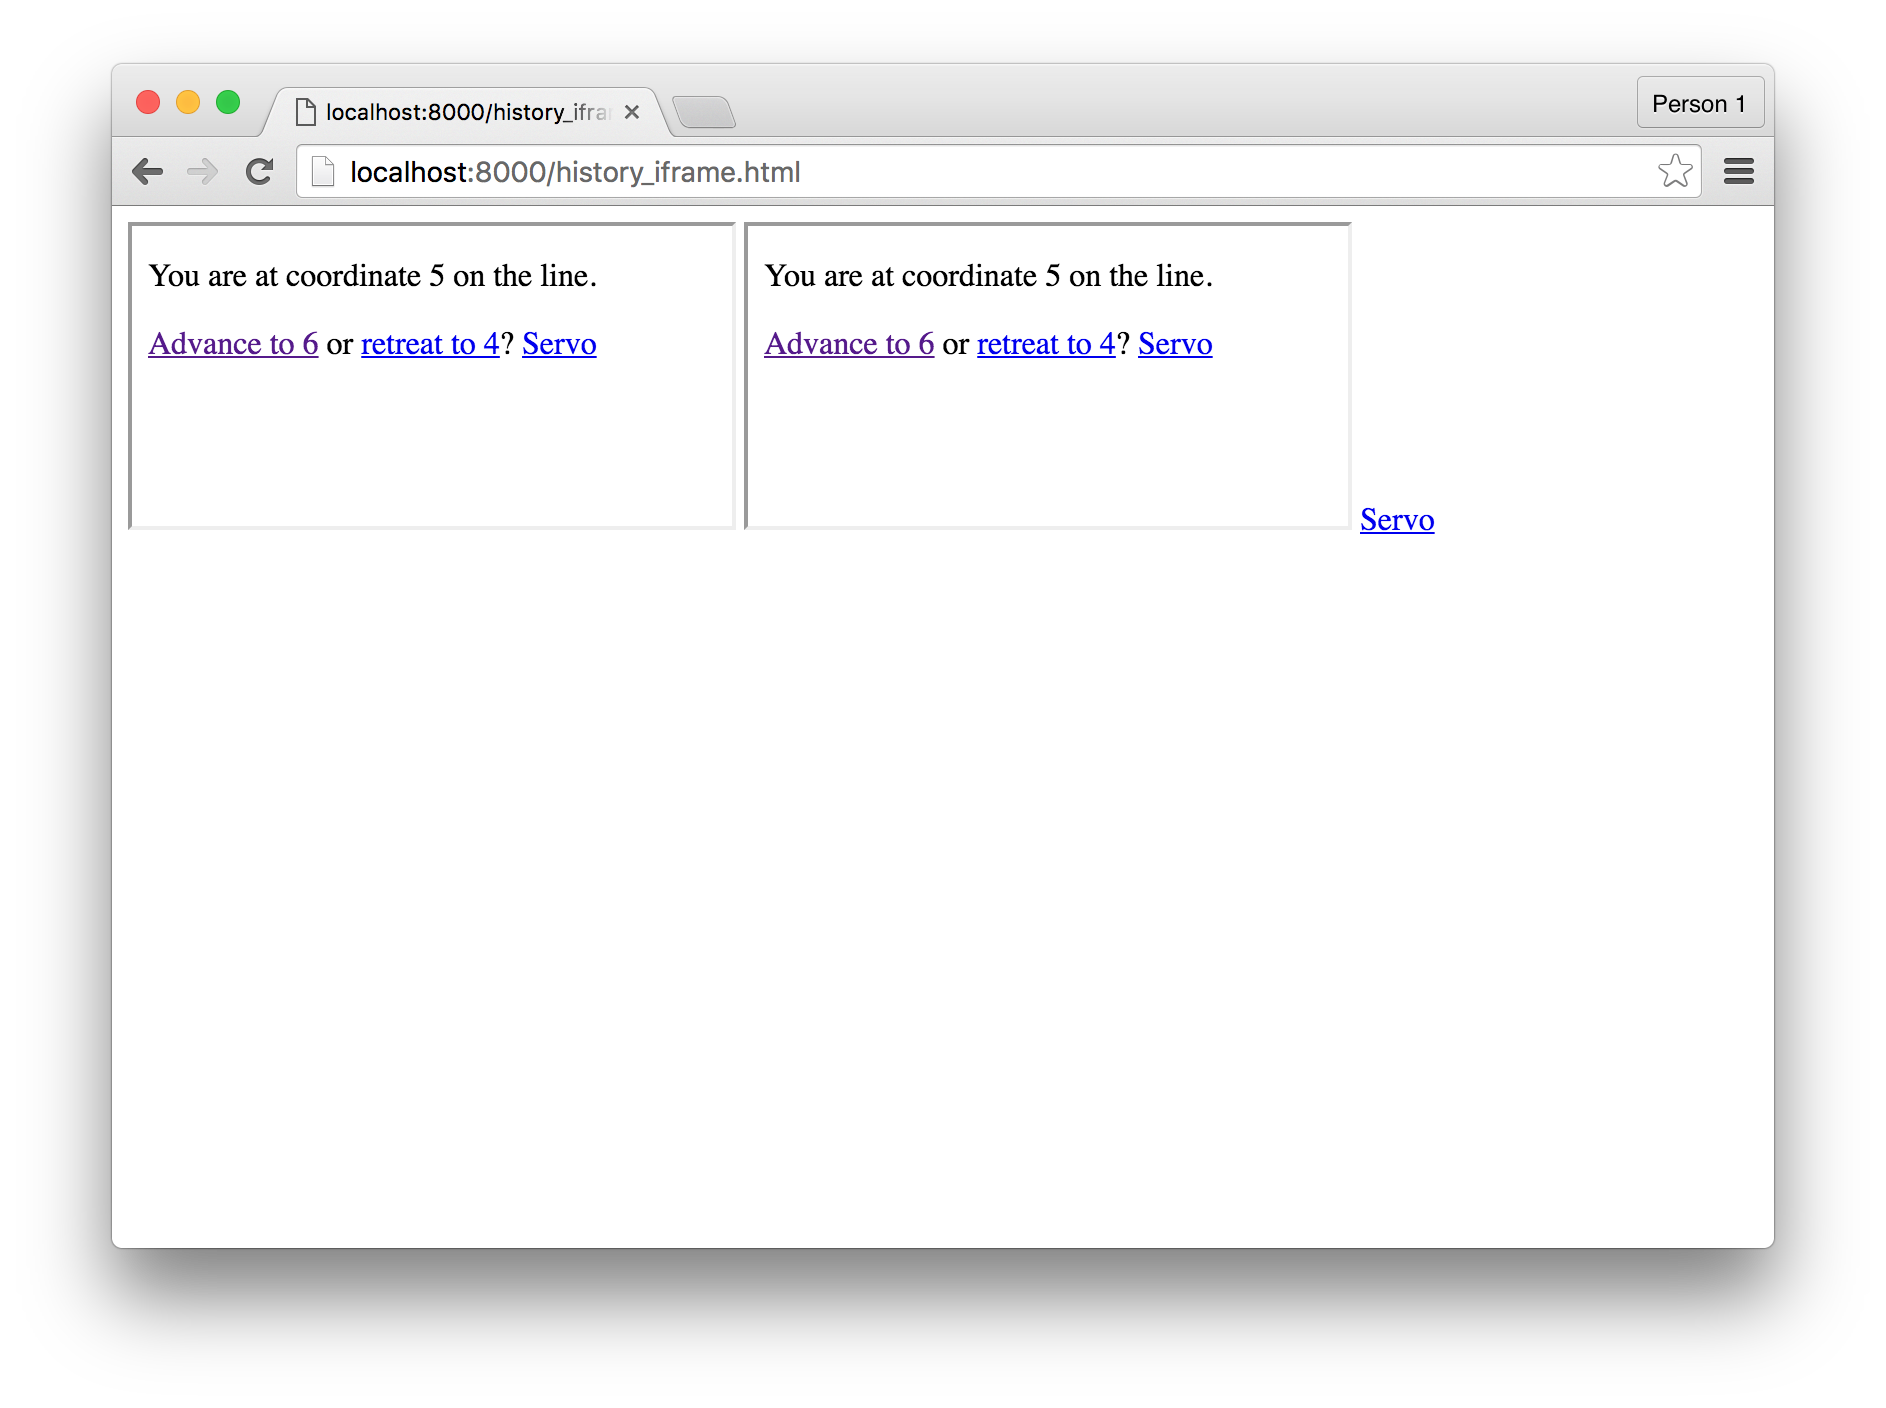 localhost:8000/history_ifra
Person 1
localhost:8000/history_iframe.html
You are at coordinate 5 on the line.
Advance to 6 or retreat to 4? Servo
You are at coordinate 5 on the line.
Advance to 6 or retreat to 4? Servo
Servo